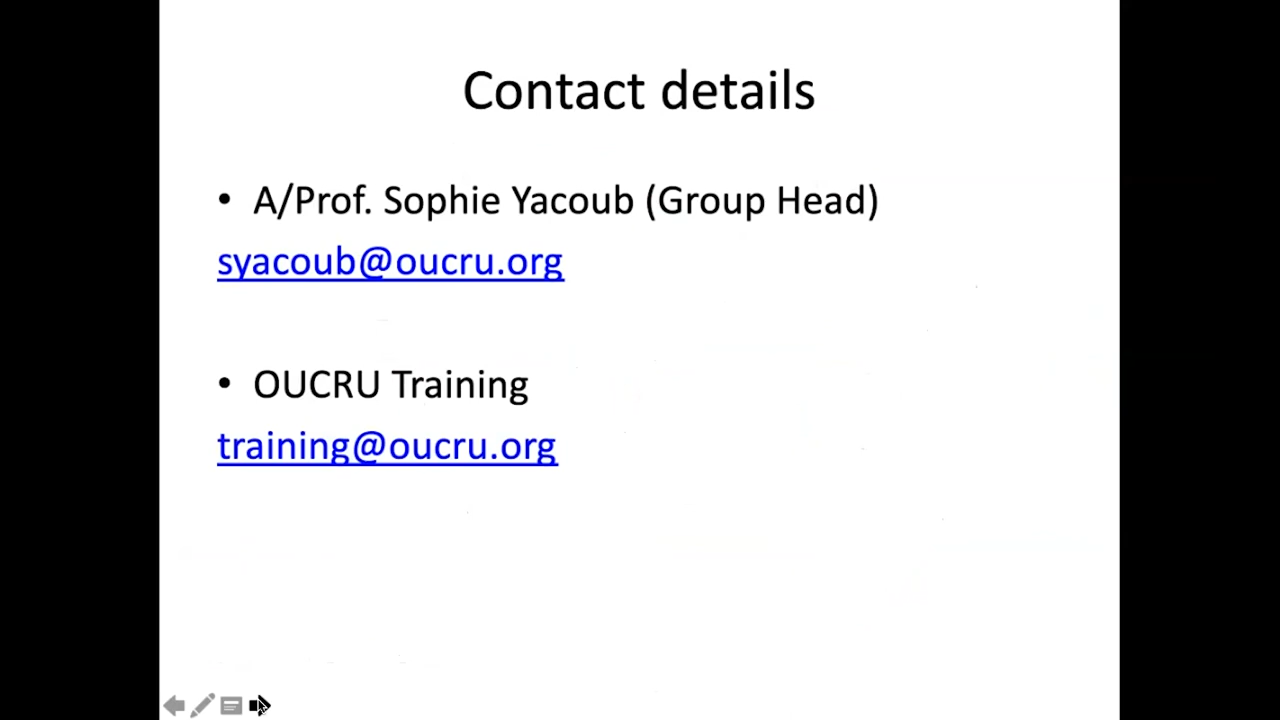 Contact details
• A/Prof. Sophie Yacoub (Group Head)
syacoub@oucru.org
• OUCRU Training
training@oucru.org